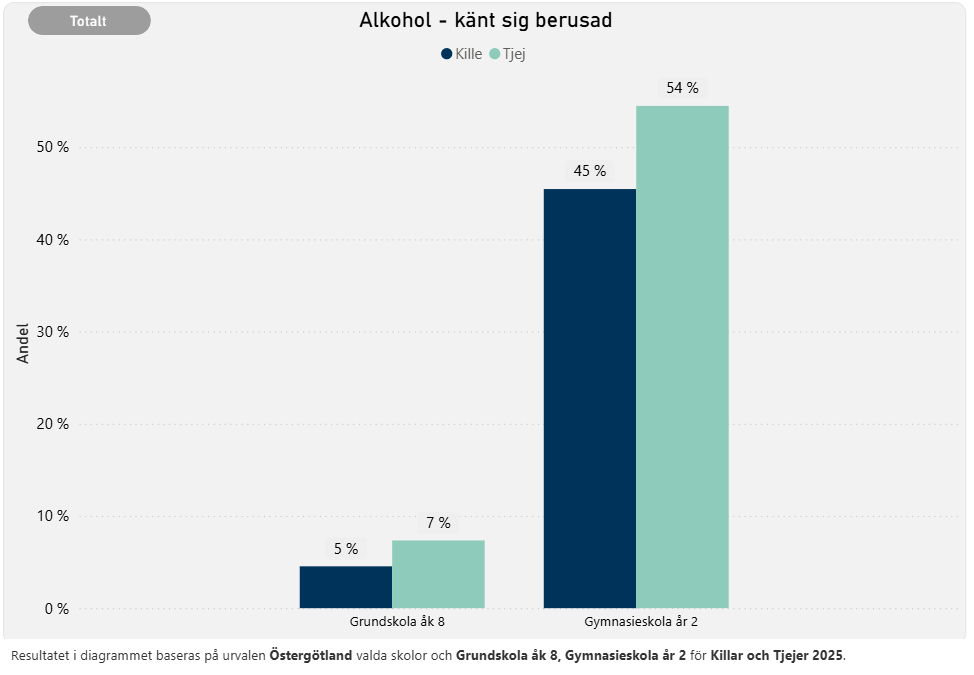 Totalt
Alkohol - känt sig berusad
Kille Tjej
54 %
50 %
45 %
40 %
Andel
30 %
20 %
10 %
7 %
5 %
0 %
Grundskola åk 8 Gymnasieskola år 2
Resultatet i diagrammet baseras på urvalen Östergötland valda skolor och Grundskola åk 8, Gymnasieskola år 2 för Killar och Tjejer 2025.